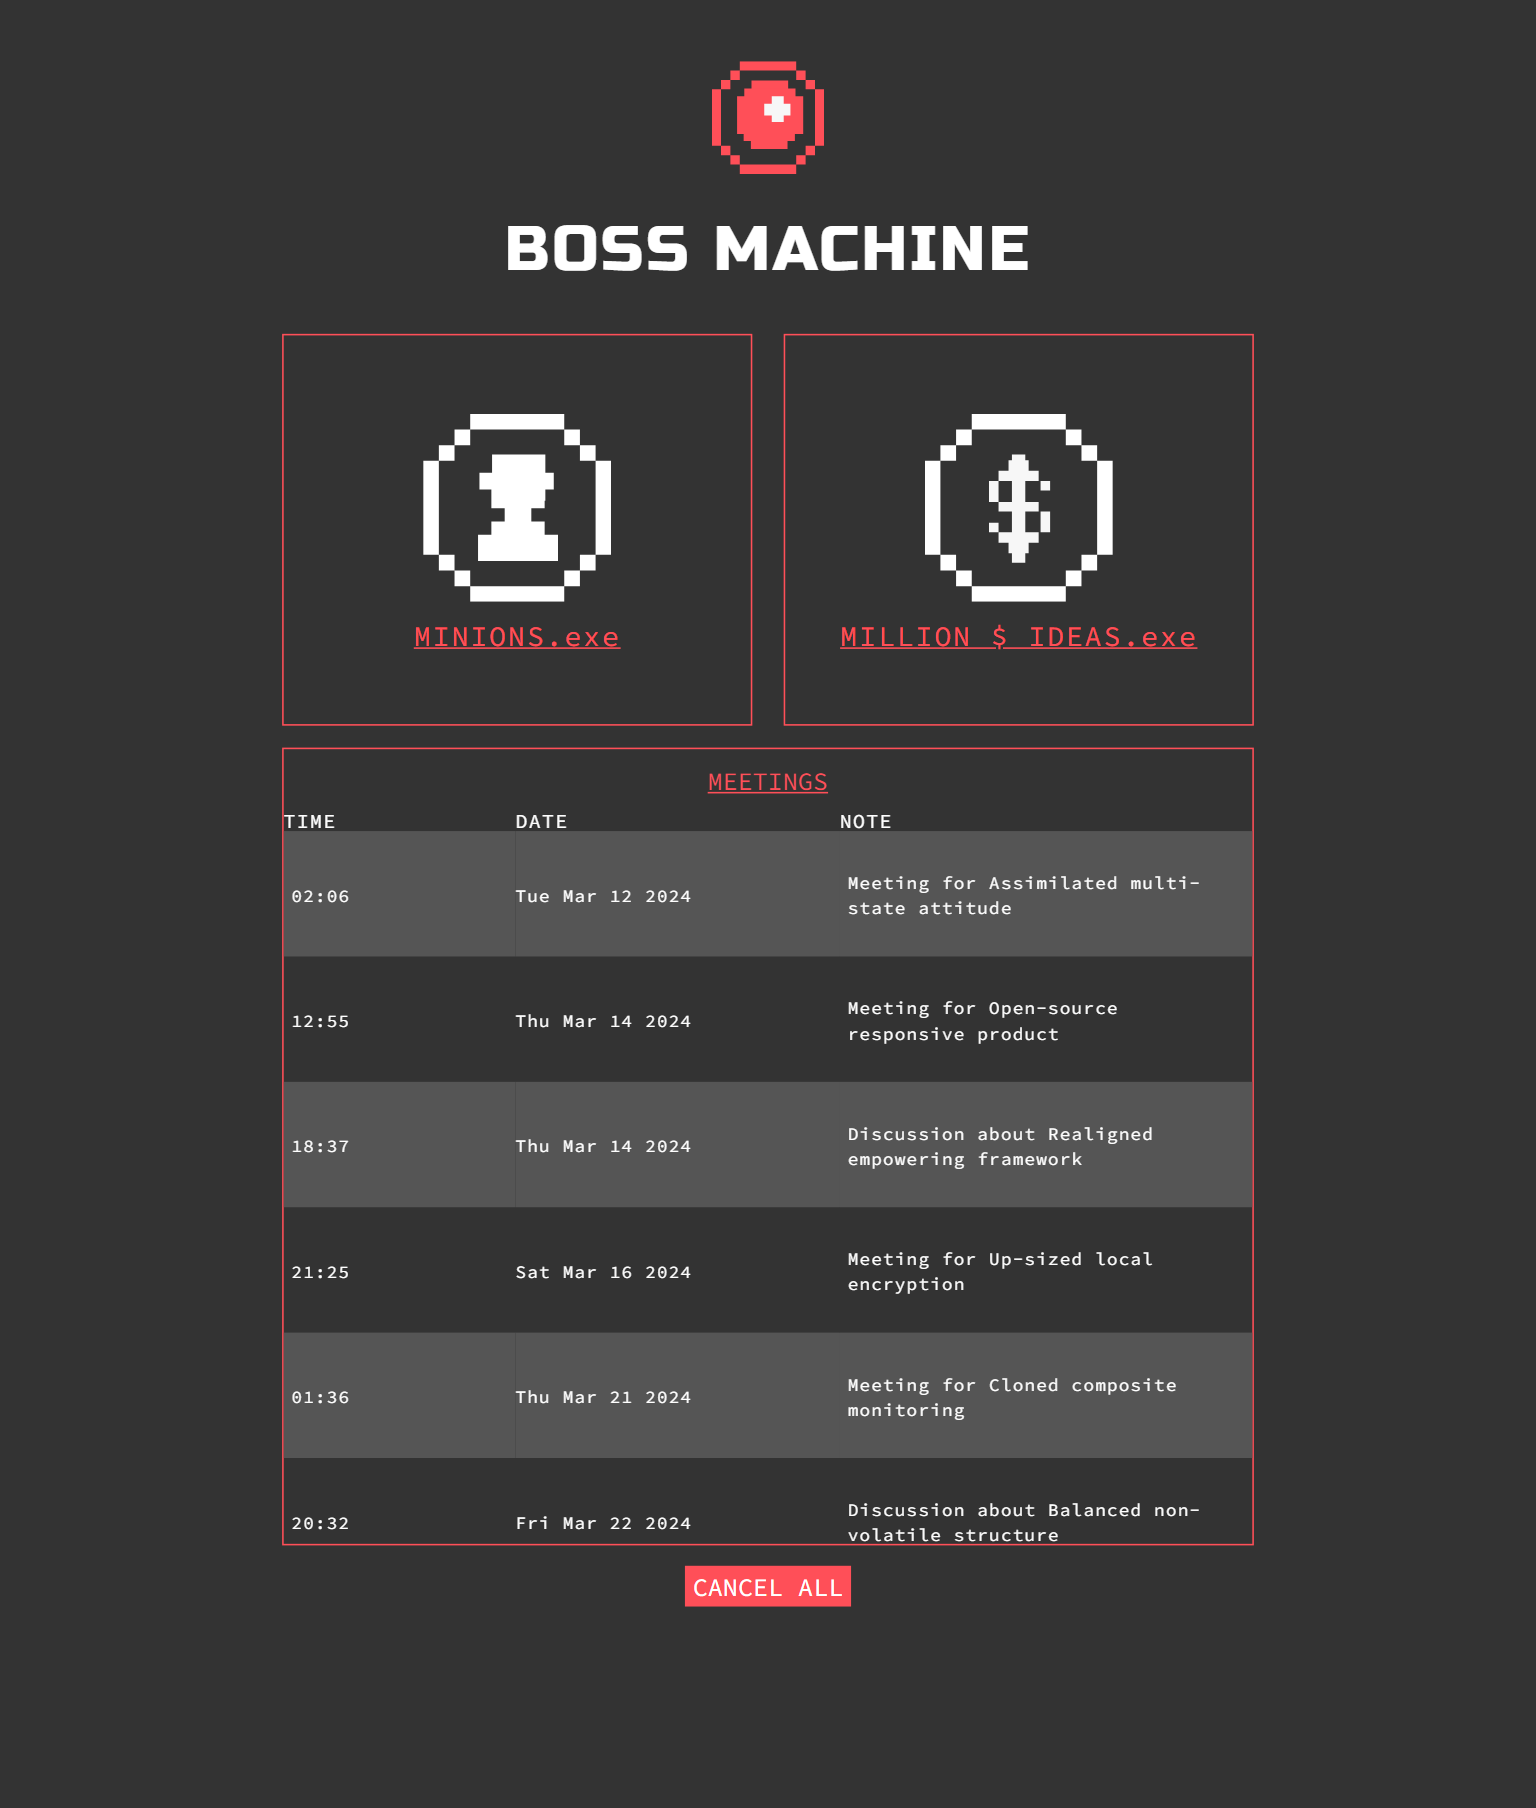 BOSS MACHINE
MINIONS.exe
MILLION $ IDEAS.exe
MEETINGS
TIME DATE NOTE
02:06 Tue Mar 12 2024 Meeting for Assimilated multi-
state attitude
12:55 Thu Mar 14 2024 Meeting for Open-source
responsive product
18:37 Thu Mar 14 2024 Discussion about Realigned
empowering framework
21:25 Sat Mar 16 2024 Meeting for Up-sized local
encryption
01:36 Thu Mar 21 2024 Meeting for Cloned composite
monitoring
20:32 Fri Mar 22 2024 Discussion about Balanced non-
volatile structure
CANCEL ALL